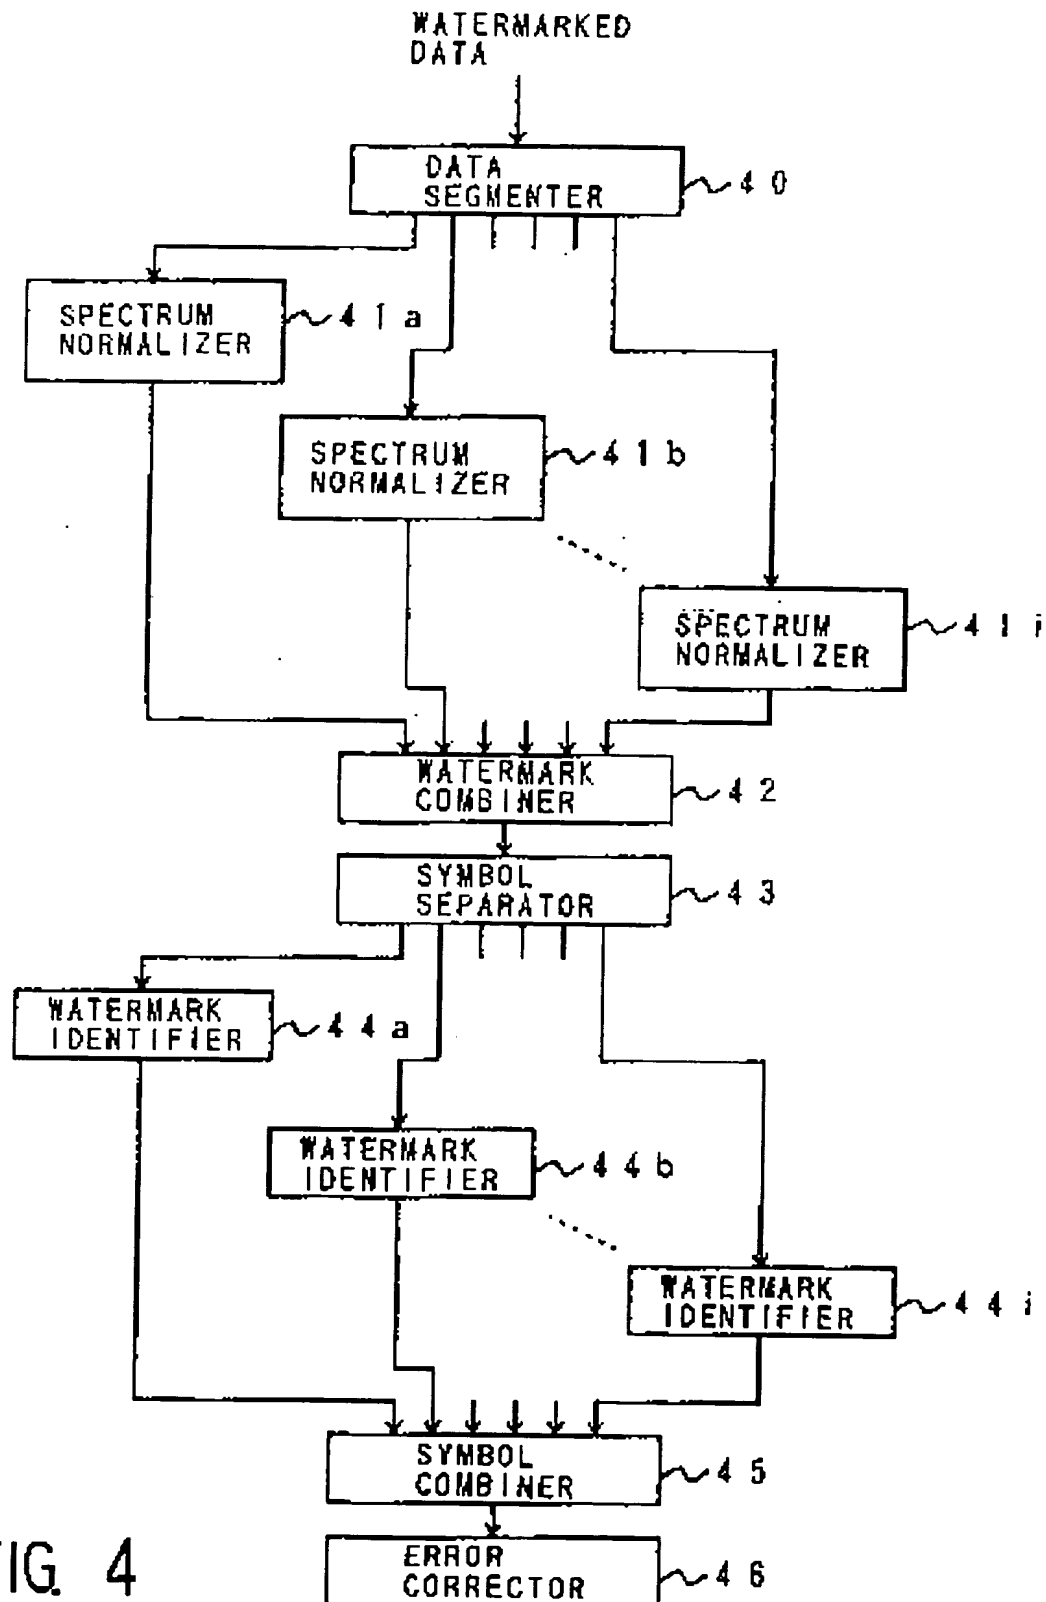 WATERMARKED
DATA
DATA
SEGMENTER
40
SPECTRUM
NORMALIZER
41a
SPECTRUM
NORMALIZER
41b
SPECTRUM
NORMALIZER
41i
WATERMARK
COMBINER
42
SYMBOL
SEPARATOR
43
WATERMARK
IDENTIFIER
44a
WATERMARK
IDENTIFIER
44b
WATERMARK
IDENTIFIER
44i
SYMBOL
COMBINER
45
ERROR
CORRECTOR
46
FIG. 4